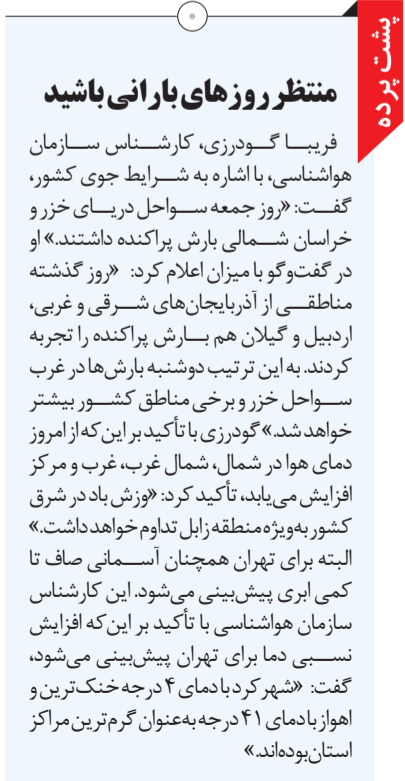 پشت پرده
منتظر روزهای بارانی باشید
فریبا گودرزی، کارشناس سازمان
هواشناسی، با اشاره به شرایط جوی کشور،
گفت: «روز جمعه سواحل دریای خزر و
خراسان شمالی بارش پراکنده داشتند.» او
در گفت‌وگو با میزان اعلام کرد: «روز گذشته
مناطقی از آذربایجان‌های شرقی و غربی،
اردبیل و گیلان هم بارش پراکنده را تجربه
کردند. به این ترتیب دوشنبه بارش‌ها در غرب
سواحل خزر و برخی مناطق کشور بیشتر
خواهد شد.» گودرزی با تأکید بر این که از امروز
دمای هوا در شمال، شمال غرب، غرب و مرکز
افزایش می‌یابد، تأکید کرد: «وزش باد در شرق
کشور به‌ویژه منطقه زابل تداوم خواهد داشت.»
البته برای تهران همچنان آسمانی صاف تا
کمی ابری پیش‌بینی می‌شود. این کارشناس
سازمان هواشناسی با تأکید بر این که افزایش
نسبی دما برای تهران پیش‌بینی می‌شود،
گفت: «شهرکرد با دمای ۴ درجه خنک‌ترین و
اهواز با دمای ۴۱ درجه به‌عنوان گرم‌ترین مراکز
استان بوده‌اند.»